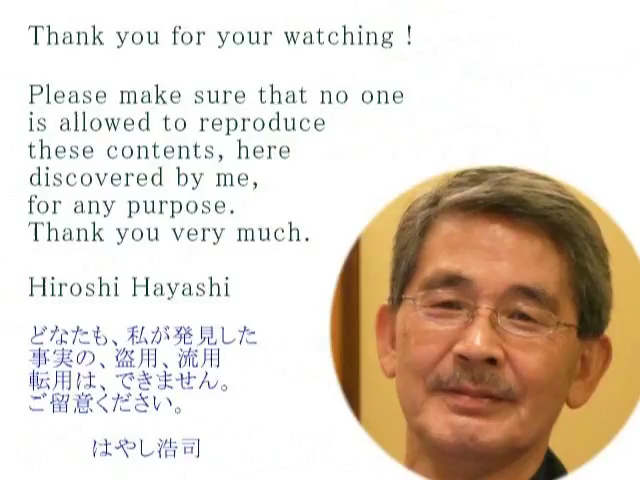 Thank you for your watching !
Please make sure that no one
is allowed to reproduce
these contents, here
discovered by me,
for any purpose.
Thank you very much.
Hiroshi Hayashi
どなたも、私が発見した
事実の、盗用、流用
転用は、できません。
ご留意ください。
はやし浩司